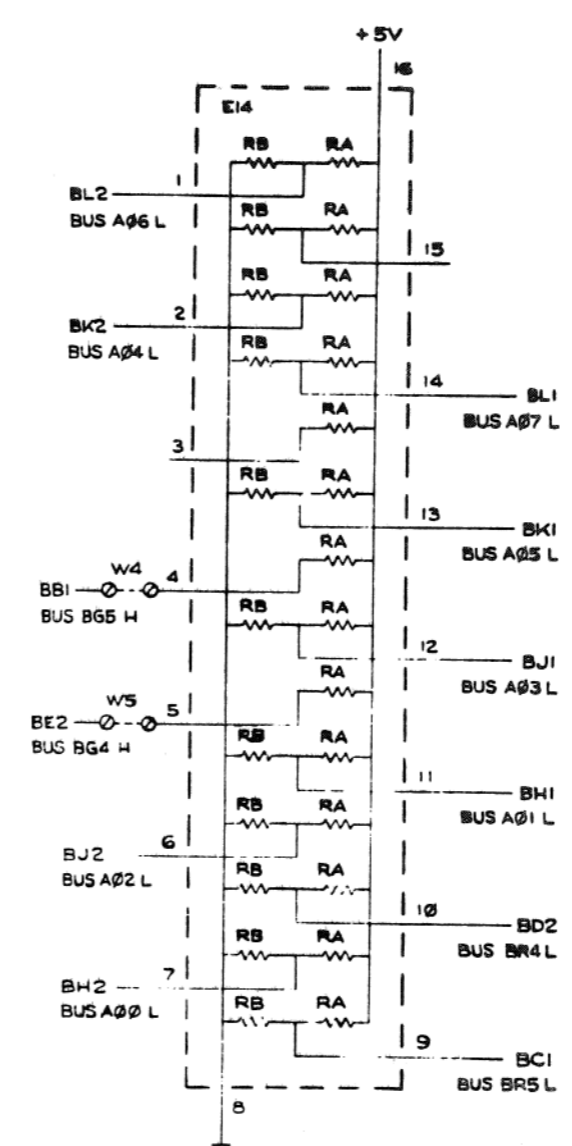 +5V
16
E14
RB RA
1
BL2
BUS AØ6 L
RB RA
15
RB RA
2
BK2
BUS AØ4 L
RB RA
14
BL1
BUS AØ7 L
RA
3
RB RA
13
BK1
BUS AØ5 L
RA
W4
4
BB1
BUS BG5 H
RB RA
12
BJ1
BUS AØ3 L
RA
W5
5
BE2
BUS BG4 H
RB RA
11
BH1
BUS AØ1 L
RB RA
6
BJ2
BUS AØ2 L
RB RA
1Ø
BD2
BUS BR4 L
RB RA
7
BH2
BUS AØØ L
RB RA
9
BC1
BUS BR5 L
8